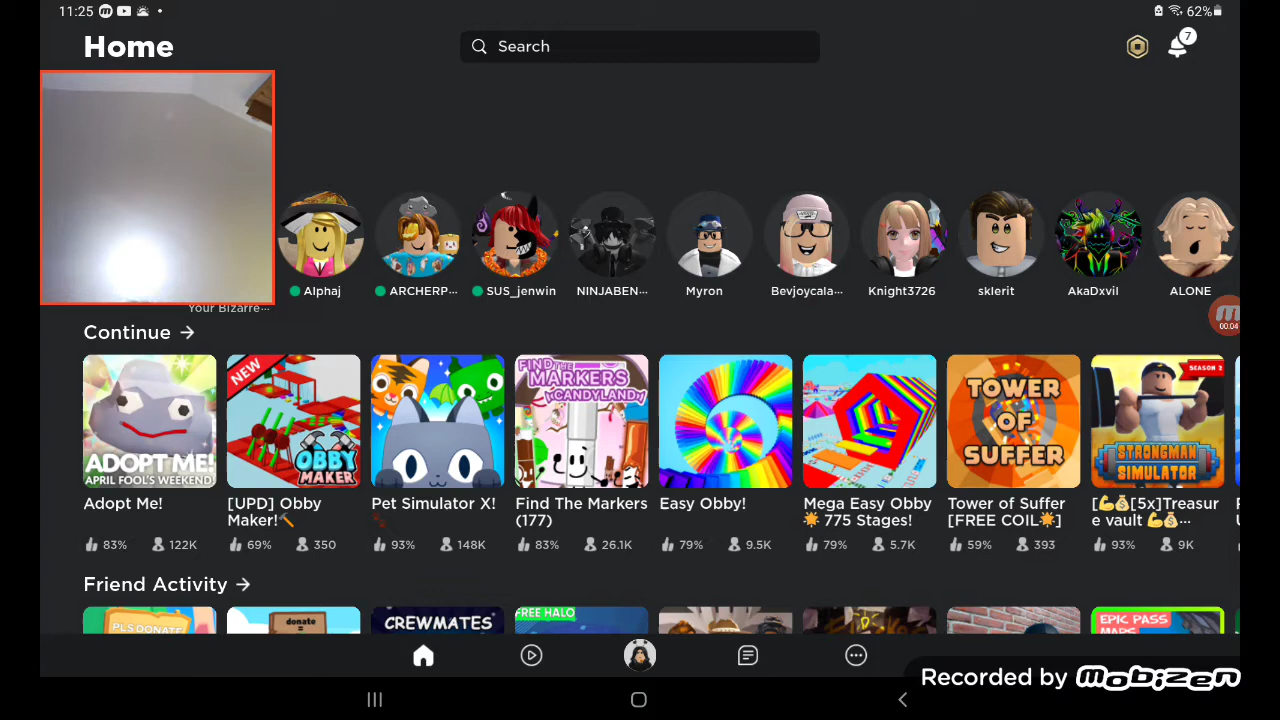 11:25
62%
Home
Search
7
Alphaj
ARCHERP...
SUS_jenwin
NINJABEN...
Myron
Bevjoycala...
Knight3726
sklerit
AkaDxvil
ALONE
Your Bizarre...
00:04
Continue
ADOPT ME!
APRIL FOOL'S WEEKEND
NEW
OBBY
MAKER
FIND THE
MARKERS
CANDYLAND
TOWER
OF
SUFFER
SEASON 2
STRONGMAN
SIMULATOR
Adopt Me!
[UPD] Obby
Maker!🔨
Pet Simulator X!
Find The Markers
(177)
Easy Obby!
Mega Easy Obby
🌟 775 Stages!
Tower of Suffer
[FREE COIL🌟]
[💪💰[5x]Treasur
e vault 💪💰...
83% 122K
69% 350
93% 148K
83% 26.1K
79% 9.5K
79% 5.7K
59% 393
93% 9K
Friend Activity
PLS DONATE
donate
=
CREWMATES
FREE HALO
EPIC PASS
MAPS
Recorded by mobizen